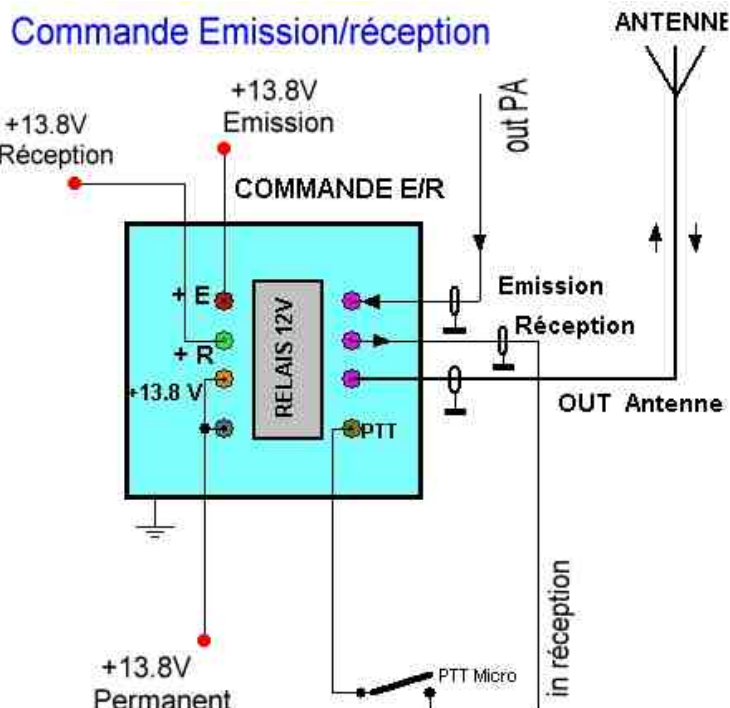 Commande Emission/réception
ANTENNE
+13.8V
Emission
+13.8V
Réception
out PA
COMMANDE E/R
+ E
+ R
+13.8 V
RELAIS 12V
PTT
Emission
Réception
OUT Antenne
+13.8V
Permanent
PTT Micro
in réception